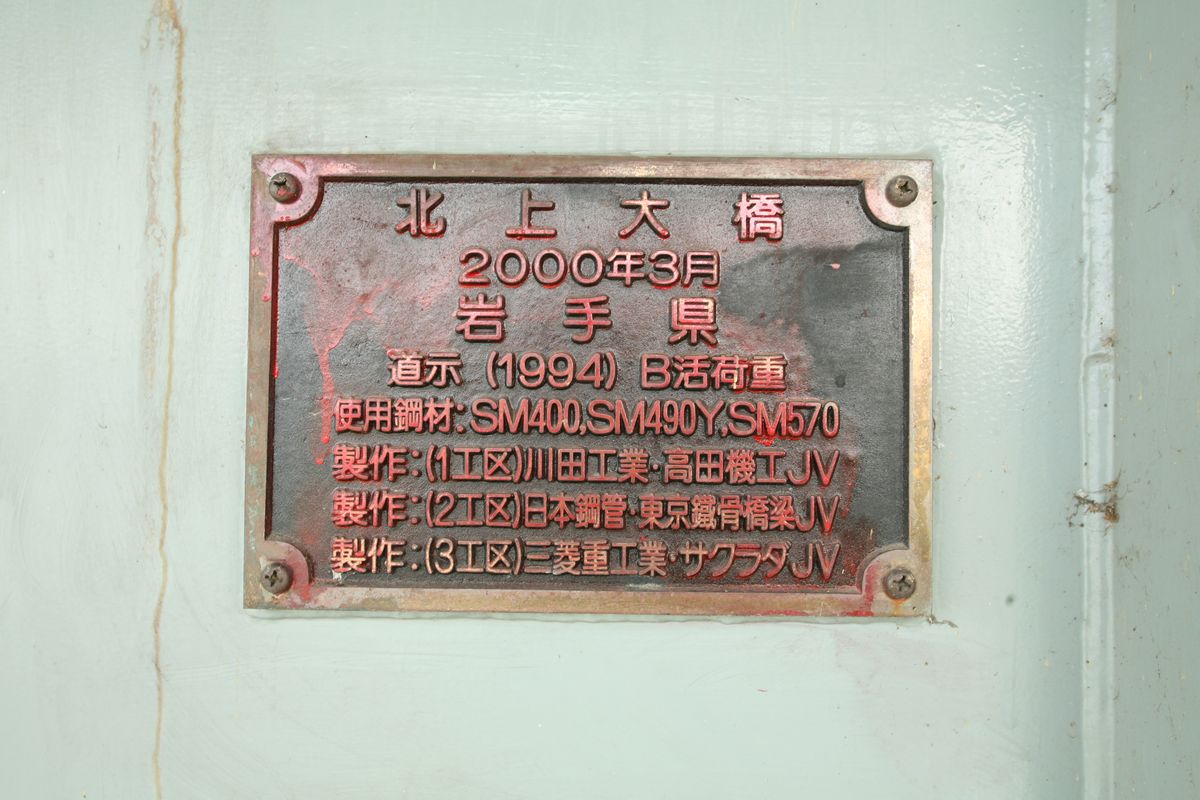 北上大橋
2000年3月
岩手県
道示(1994)B活荷重
使用鋼材:SM400,SM490Y,SM570
製作:(1工区)川田工業・高田機工JV
製作:(2工区)日本鋼管・東京鐵骨橋梁JV
製作:(3工区)三菱重工業・サクラダJV